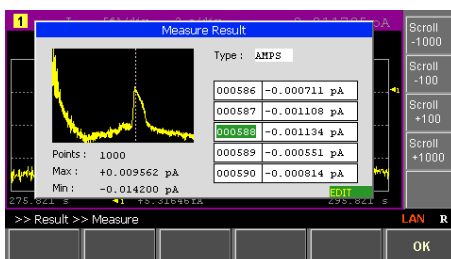 1
Measure Result
Scroll -1000
Type : AMPS
Scroll -100
000586 -0.000711 pA
000587 -0.001108 pA
Scroll +100
000588 -0.001134 pA
000589 -0.000551 pA
Scroll +1000
000590 -0.000814 pA
Points : 1000
Max : +0.009562 pA
Min : -0.014200 pA
EDIT
275.821 s
295.821 s
>> Result >> Measure
LAN R
OK